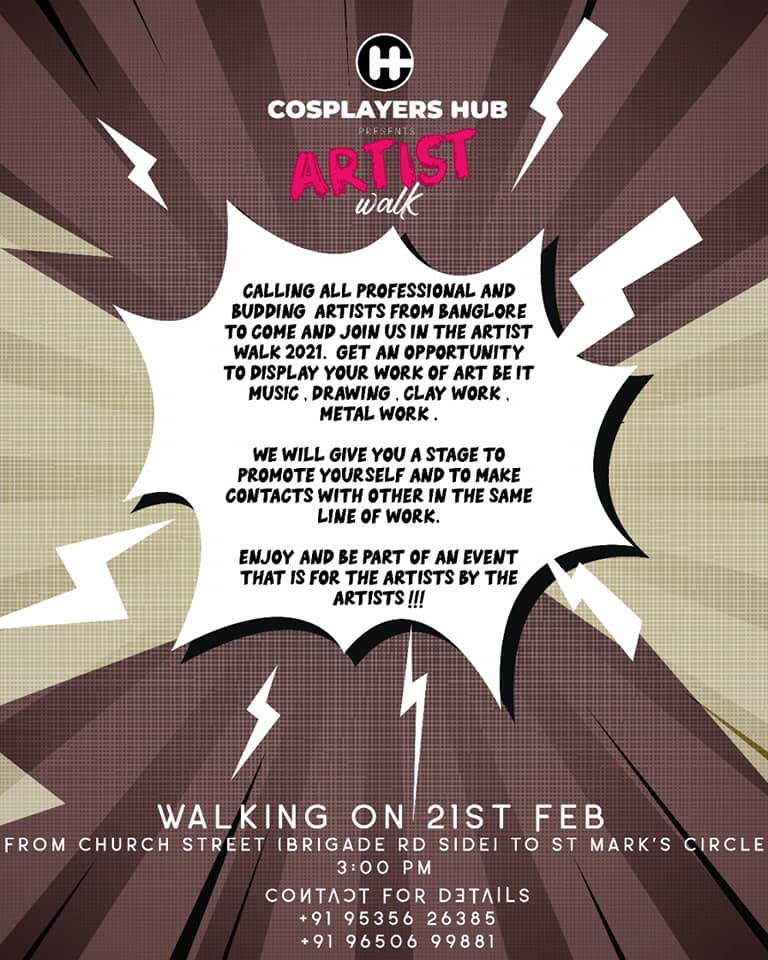 COSPLAYERS HUB
PRESENTS
ARTIST
walk
CALLING ALL PROFESSIONAL AND
BUDDING ARTISTS FROM BANGLORE
TO COME AND JOIN US IN THE ARTIST
WALK 2021. GET AN OPPORTUNITY
TO DISPLAY YOUR WORK OF ART BE IT
MUSIC , DRAWING , CLAY WORK ,
METAL WORK .
WE WILL GIVE YOU A STAGE TO
PROMOTE YOURSELF AND TO MAKE
CONTACTS WITH OTHER IN THE SAME
LINE OF WORK.
ENJOY AND BE PART OF AN EVENT
THAT IS FOR THE ARTISTS BY THE
ARTISTS !!!
WALKING ON 21ST FEB
FROM CHURCH STREET (BRIGADE RD SIDE) TO ST MARK'S CIRCLE
3:00 PM
CONTACT FOR DETAILS
+91 95356 26385
+91 96506 99881